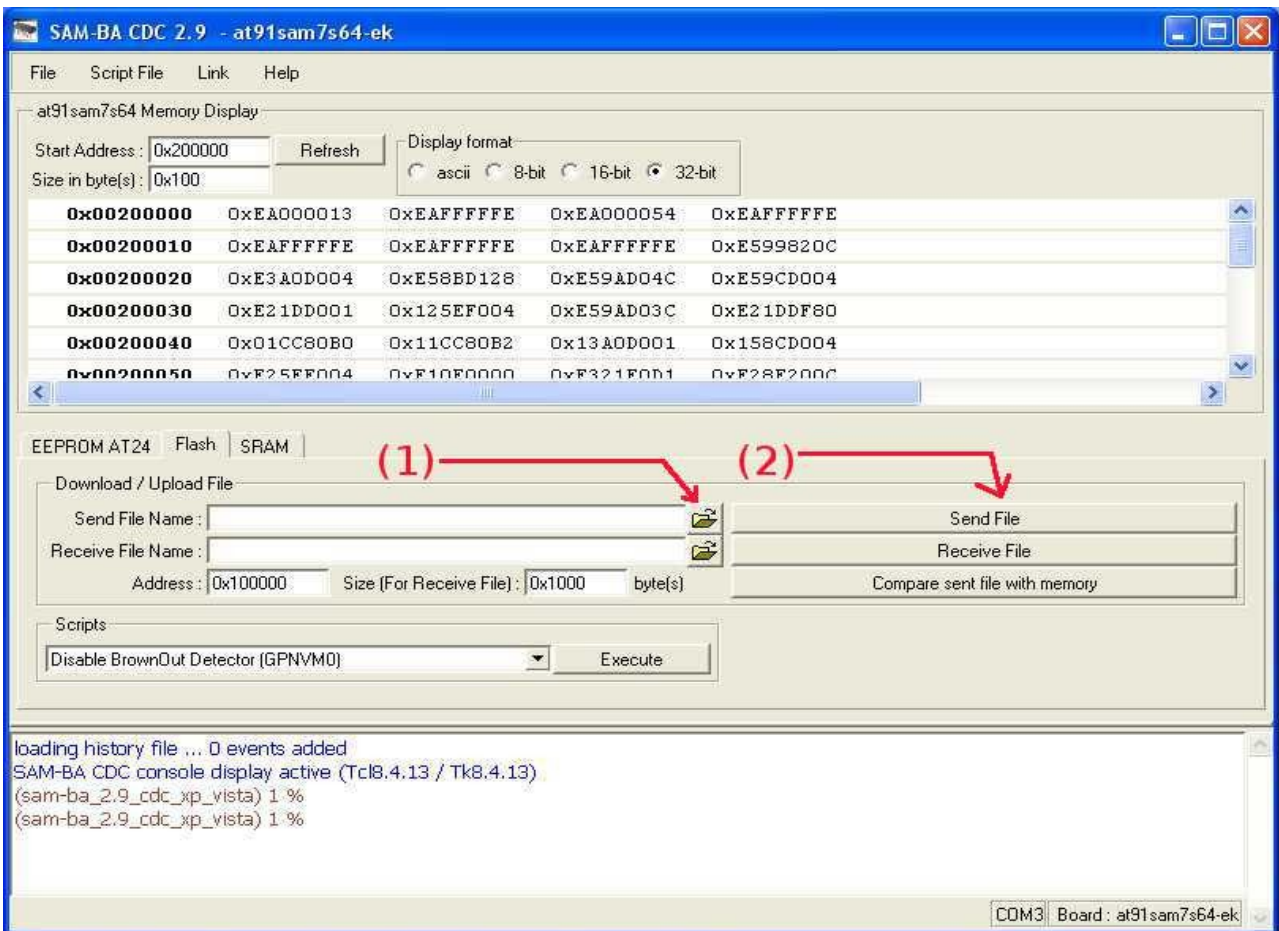 SAM-BA CDC 2.9 - at91sam7s64-ek
File Script File Link Help
at91sam7s64 Memory Display
Start Address : 0x200000 Refresh
Size in byte(s) : 0x100
Display format
ascii 8-bit 16-bit 32-bit
0x00200000 0xEA000013 0xEAFFFFFE 0xEA000054 0xEAFFFFFE
0x00200010 0xEAFFFFFE 0xEAFFFFFE 0xEAFFFFFE 0xE599820C
0x00200020 0xE3A0D004 0xE58BD128 0xE59AD04C 0xE59CD004
0x00200030 0xE21DD001 0x125EF004 0xE59AD03C 0xE21DDF80
0x00200040 0x01CC80B0 0x11CC80B2 0x13A0D001 0x158CD004
0x00200050 0xE25EF004 0xE10F0000 0xE321F0D1 0xE28F200C
EEPROM AT24 Flash SRAM
(1) (2)
Download / Upload File
Send File Name : Send File
Receive File Name : Receive File
Address : 0x100000 Size (For Receive File) : 0x1000 byte(s) Compare sent file with memory
Scripts
Disable BrownOut Detector (GPNVM0) Execute
loading history file ... 0 events added
SAM-BA CDC console display active (Tcl8.4.13 / Tk8.4.13)
(sam-ba_2.9_cdc_xp_vista) 1 %
(sam-ba_2.9_cdc_xp_vista) 1 %
COM3 Board : at91sam7s64-ek